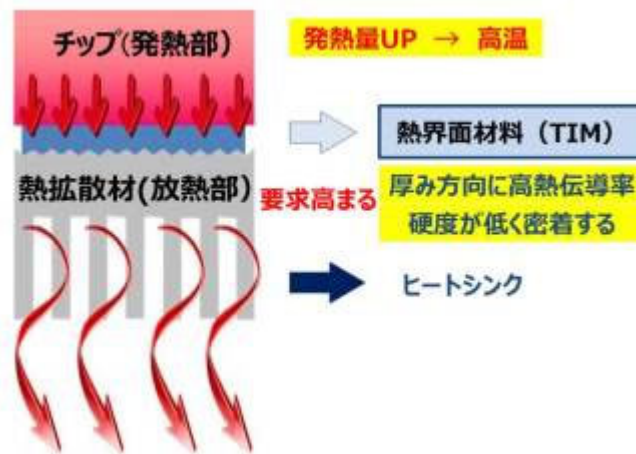 チップ(発熱部)
発熱量UP → 高温
熱界面材料（TIM）
熱拡散材(放熱部)
要求高まる
厚み方向に高熱伝導率
硬度が低く密着する
ヒートシンク